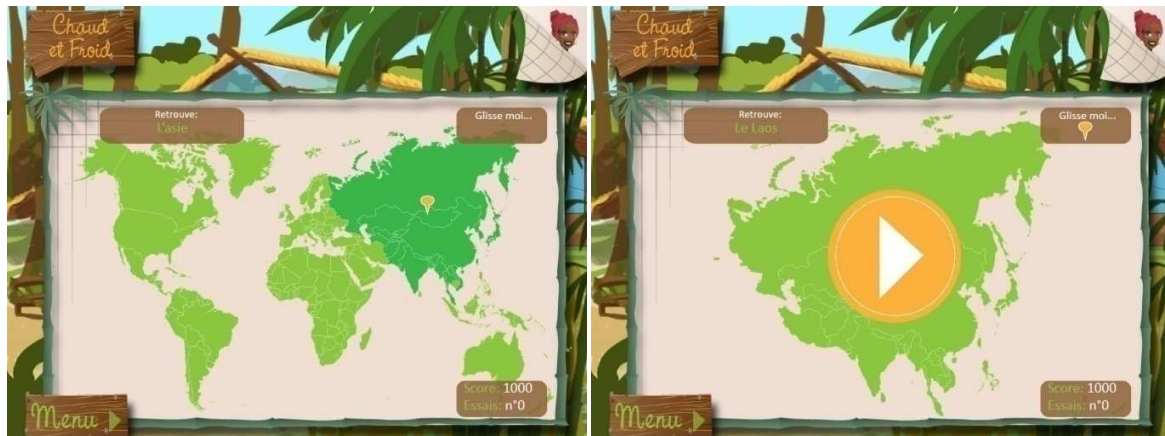 Chaud
et Froid
Retrouve:
L'asie
Glisse moi...
Score: 1000
Essais: n°0
Menu
Chaud
et Froid
Retrouve:
Le Laos
Glisse moi...
Score: 1000
Essais: n°0
Menu